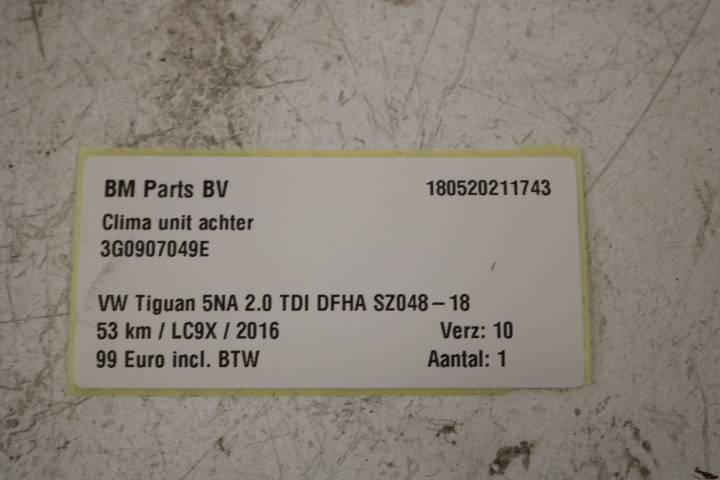 BM Parts BV 180520211743
Clima unit achter
3G0907049E
VW Tiguan 5NA 2.0 TDI DFHA SZ048-18
53 km / LC9X / 2016 Verz: 10
99 Euro incl. BTW Aantal: 1